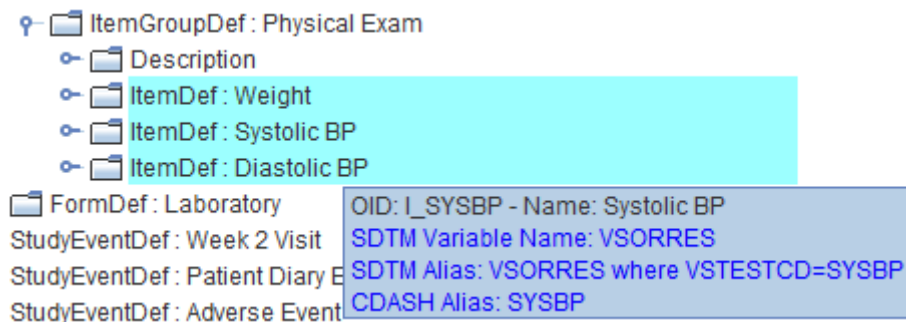 ItemGroupDef : Physical Exam
Description
ItemDef : Weight
ItemDef : Systolic BP
ItemDef : Diastolic BP
FormDef : Laboratory
StudyEventDef : Week 2 Visit
StudyEventDef : Patient Diary E
StudyEventDef : Adverse Event
OID: I_SYSBP - Name: Systolic BP
SDTM Variable Name: VSORRES
SDTM Alias: VSORRES where VSTESTCD=SYSBP
CDASH Alias: SYSBP